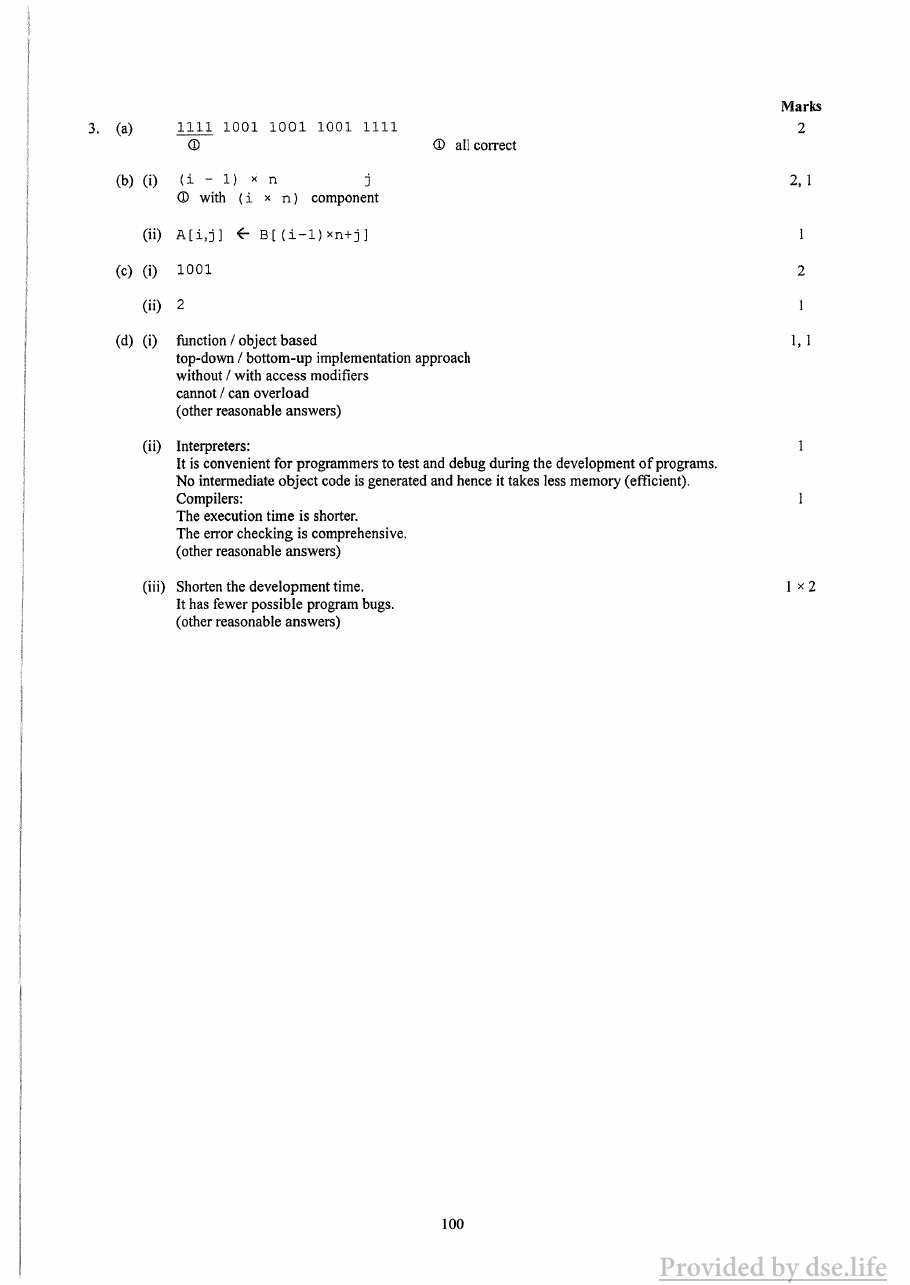 Marks
3. (a) 1111 1001 1001 1001 1111 2
① ① all correct
(b) (i) (i - 1) × n j 2, 1
① with (i × n) component
(ii) A[i,j] ← B[(i-1)×n+j] 1
(c) (i) 1001 2
(ii) 2 1
(d) (i) function / object based 1, 1
top-down / bottom-up implementation approach
without / with access modifiers
cannot / can overload
(other reasonable answers)
(ii) Interpreters: 1
It is convenient for programmers to test and debug during the development of programs.
No intermediate object code is generated and hence it takes less memory (efficient).
Compilers: 1
The execution time is shorter.
The error checking is comprehensive.
(other reasonable answers)
(iii) Shorten the development time. 1 × 2
It has fewer possible program bugs.
(other reasonable answers)
100
Provided by dse.life